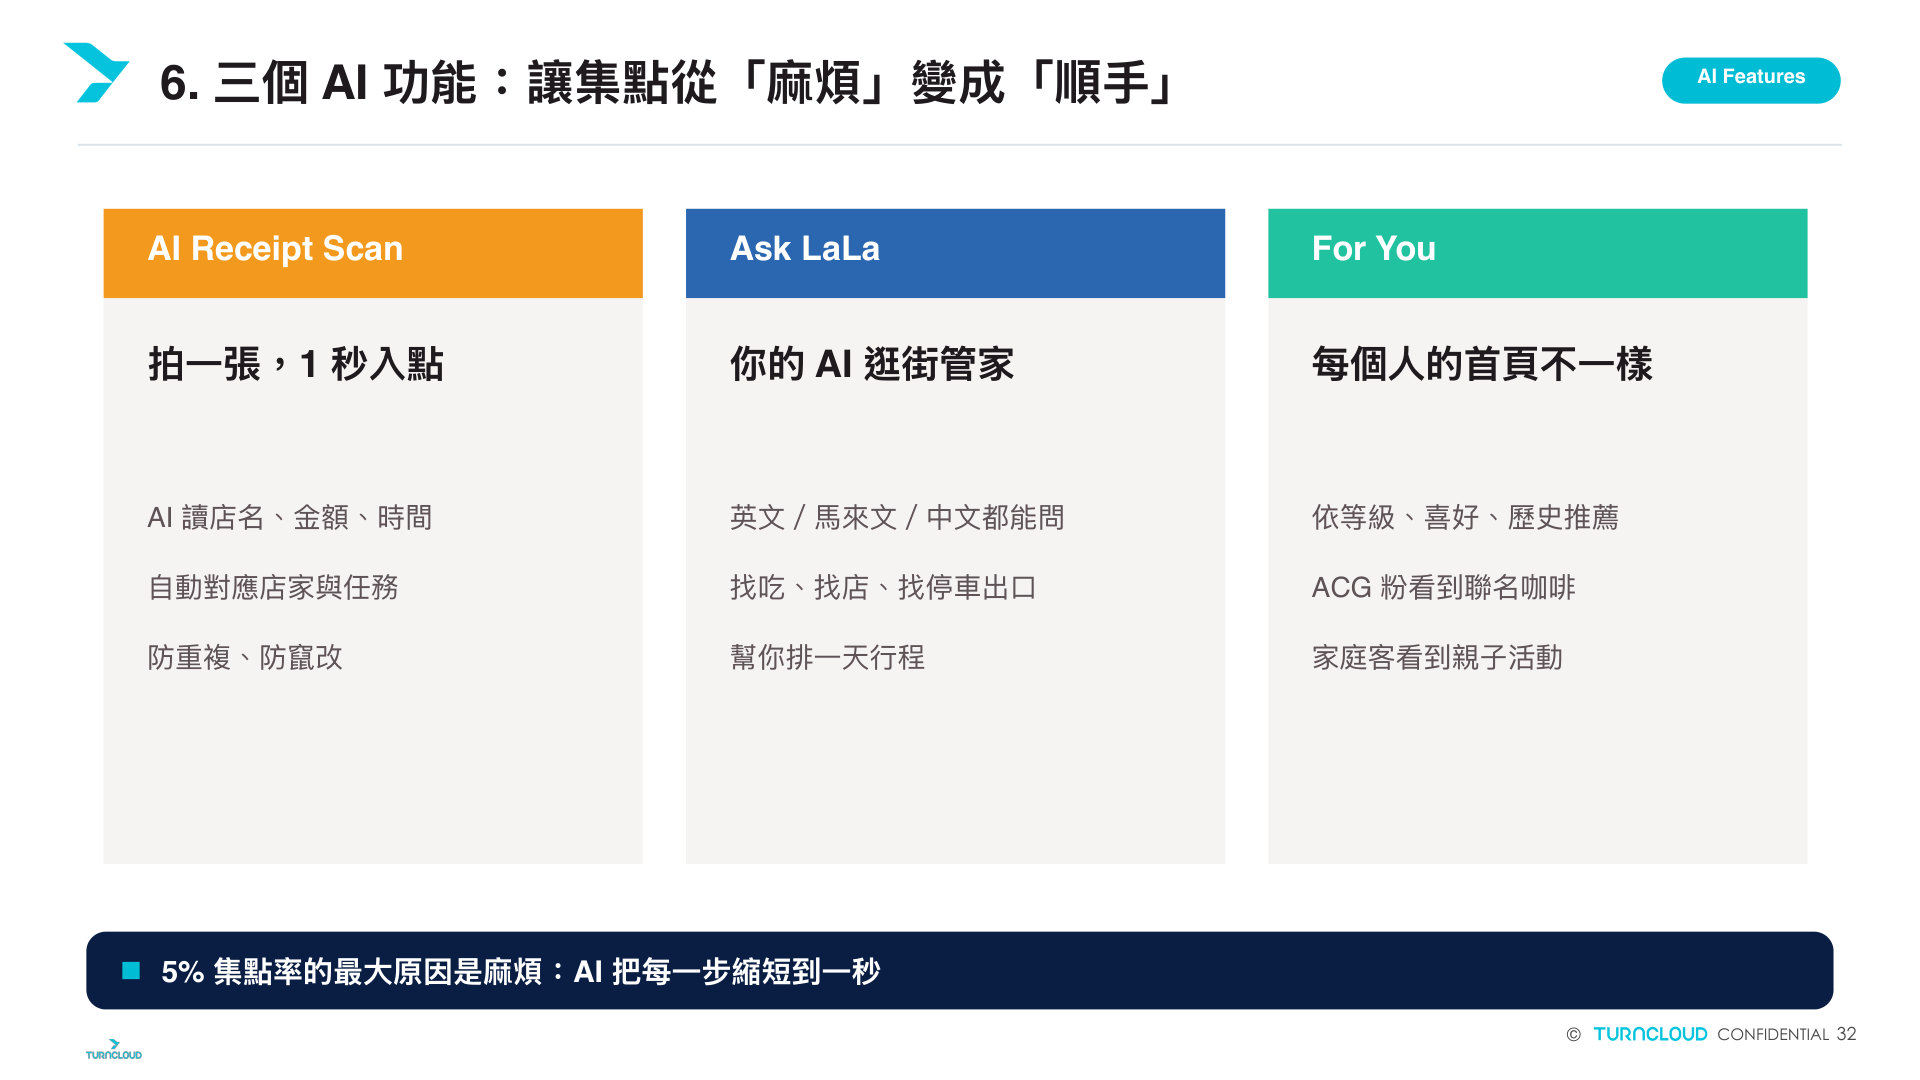 6. 三個 AI 功能：讓集點從「麻煩」變成「順手」
AI Features
AI Receipt Scan
拍一張，1 秒入點
AI 讀店名、金額、時間
自動對應店家與任務
防重複、防竄改
Ask LaLa
你的 AI 逛街管家
英文 / 馬來文 / 中文都能問
找吃、找店、找停車出口
幫你排一天行程
For You
每個人的首頁不一樣
依等級、喜好、歷史推薦
ACG 粉看到聯名咖啡
家庭客看到親子活動
5% 集點率的最大原因是麻煩：AI 把每一步縮短到一秒
TURNCLOUD
© TURNCLOUD CONFIDENTIAL 32